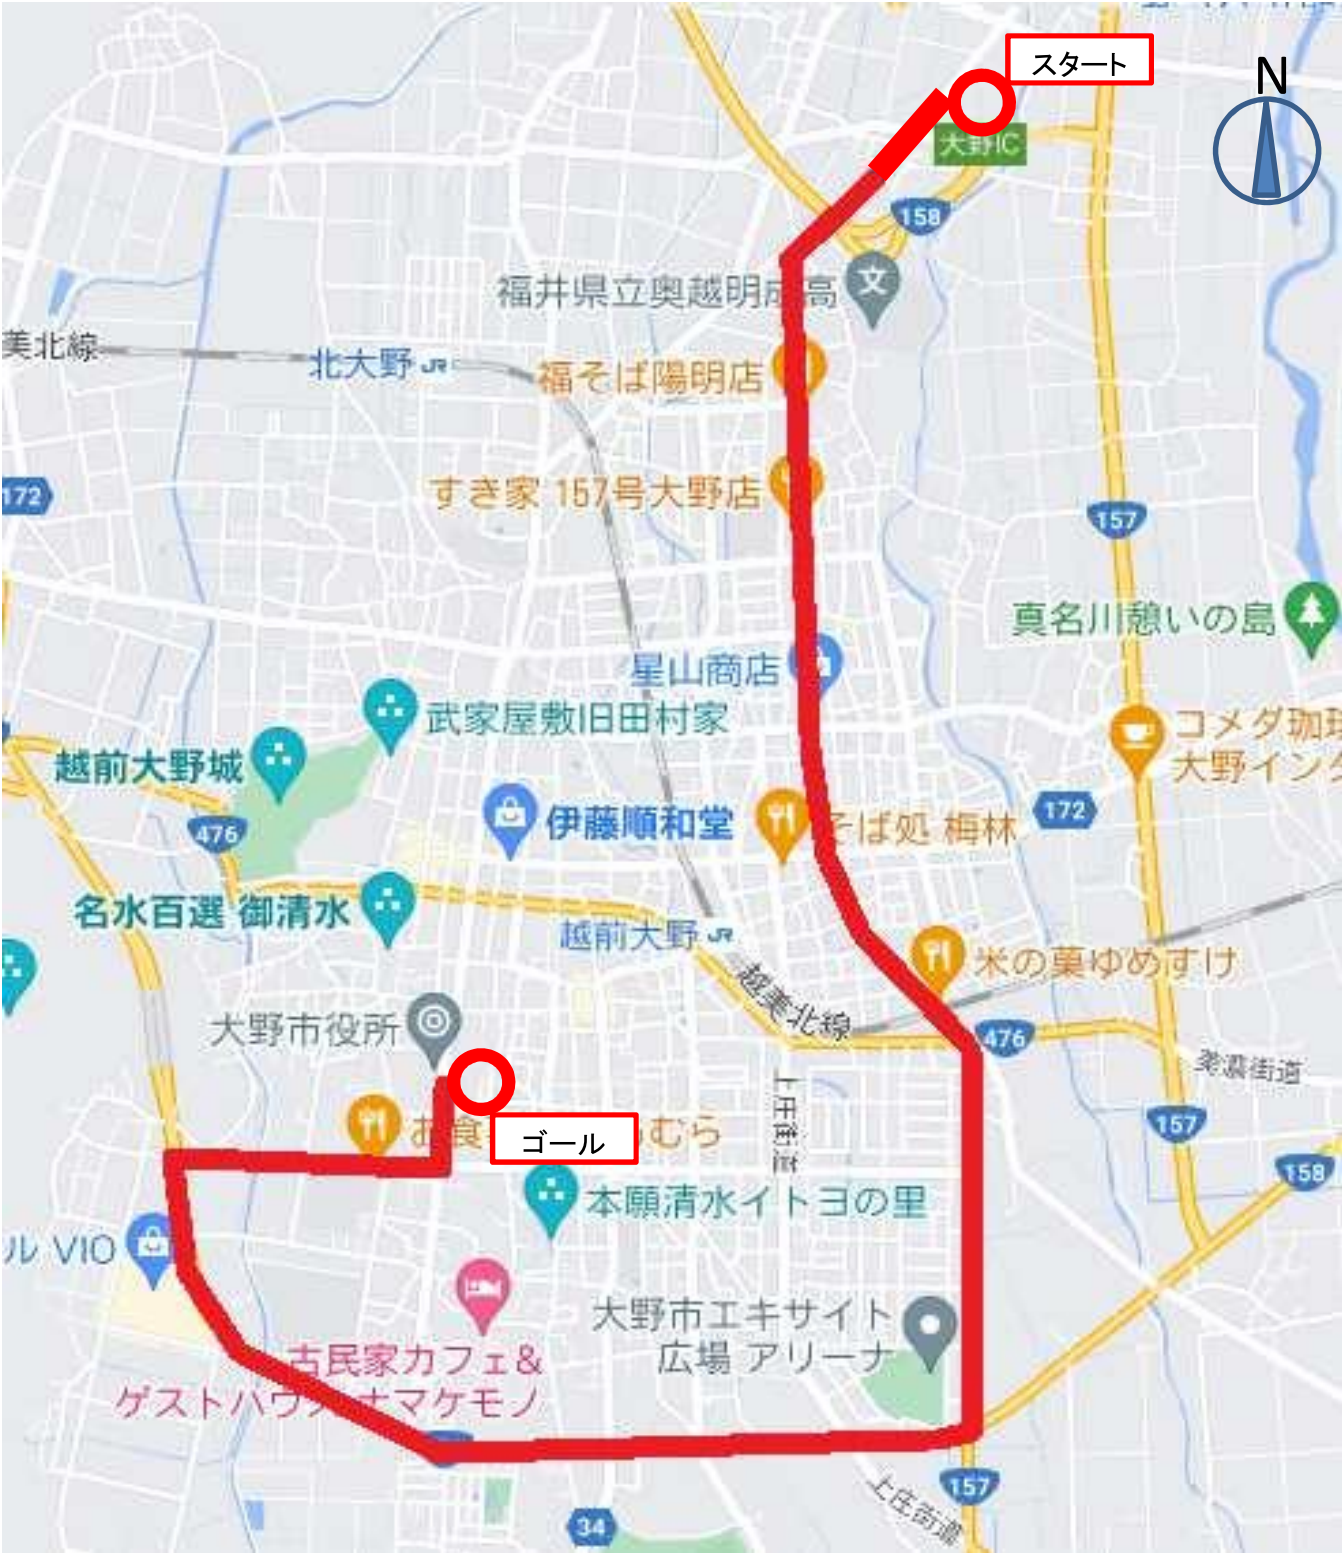 スタート
N
大野IC
158
福井県立奥越明成高
美北線
北大野
JR
福そば陽明店
172
すき家 157号大野店
157
真名川憩いの島
星山商店
武家屋敷旧田村家
コメダ珈
大野イン
越前大野城
476
伊藤順和堂
そば処 梅林
172
名水百選 御清水
越前大野
JR
米の菓ゆめすけ
越美北線
大野市役所
476
美濃街道
上庄街道
157
ゴール
むら
158
本願清水イトヨの里
ル VIO
大野市エキサイト
広場 アリーナ
古民家カフェ&
ゲストハウスナマケモノ
157
上庄街道
34